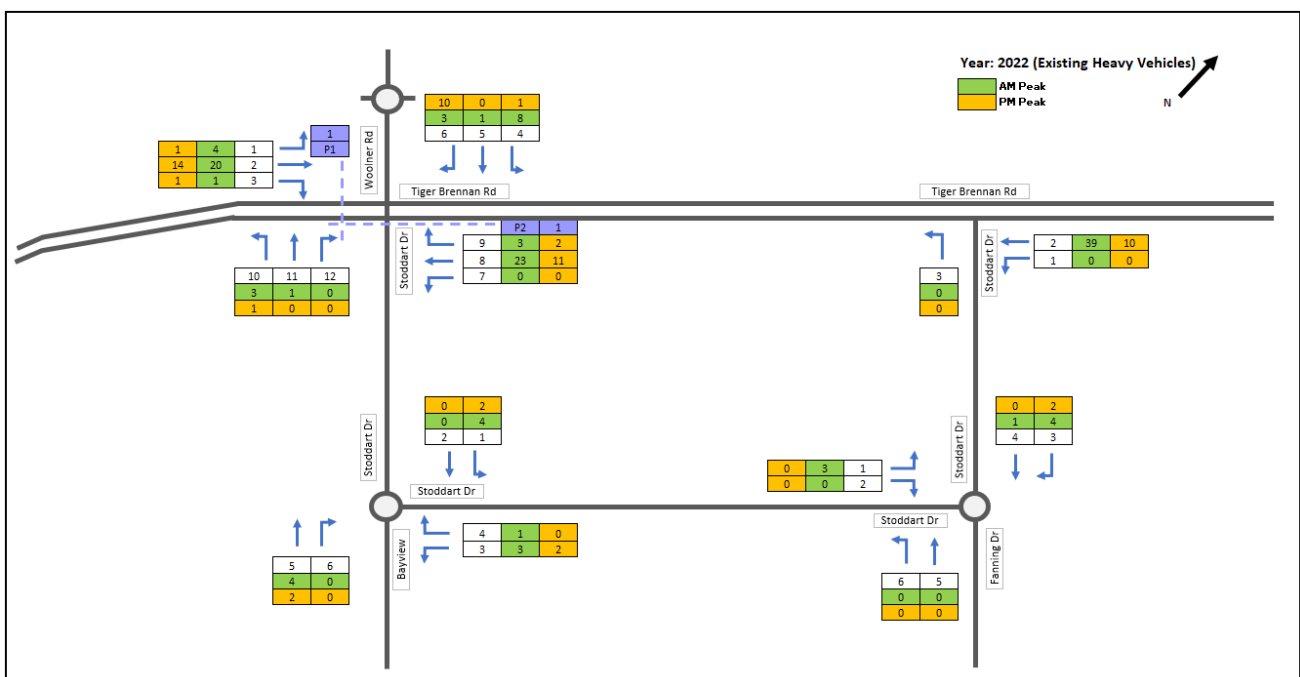 Year: 2022 (Existing Heavy Vehicles)
AM Peak
PM Peak
N
10 0 1
3 1 8
6 5 4
1
P1
1 4 1
14 20 2
1 1 3
Woolner Rd
Tiger Brennan Rd
Tiger Brennan Rd
P2 1
9 3 2
8 23 11
7 0 0
Stoddart Dr
10 11 12
3 1 0
1 0 0
3
0
0
Stoddart Dr
2 39 10
1 0 0
0 2
0 4
2 1
Stoddart Dr
Stoddart Dr
0 3 1
0 0 2
Stoddart Dr
0 2
1 4
4 3
Stoddart Dr
4 1 0
3 3 2
Bayview
5 6
4 0
2 0
6 5
0 0
0 0
Fanning Dr